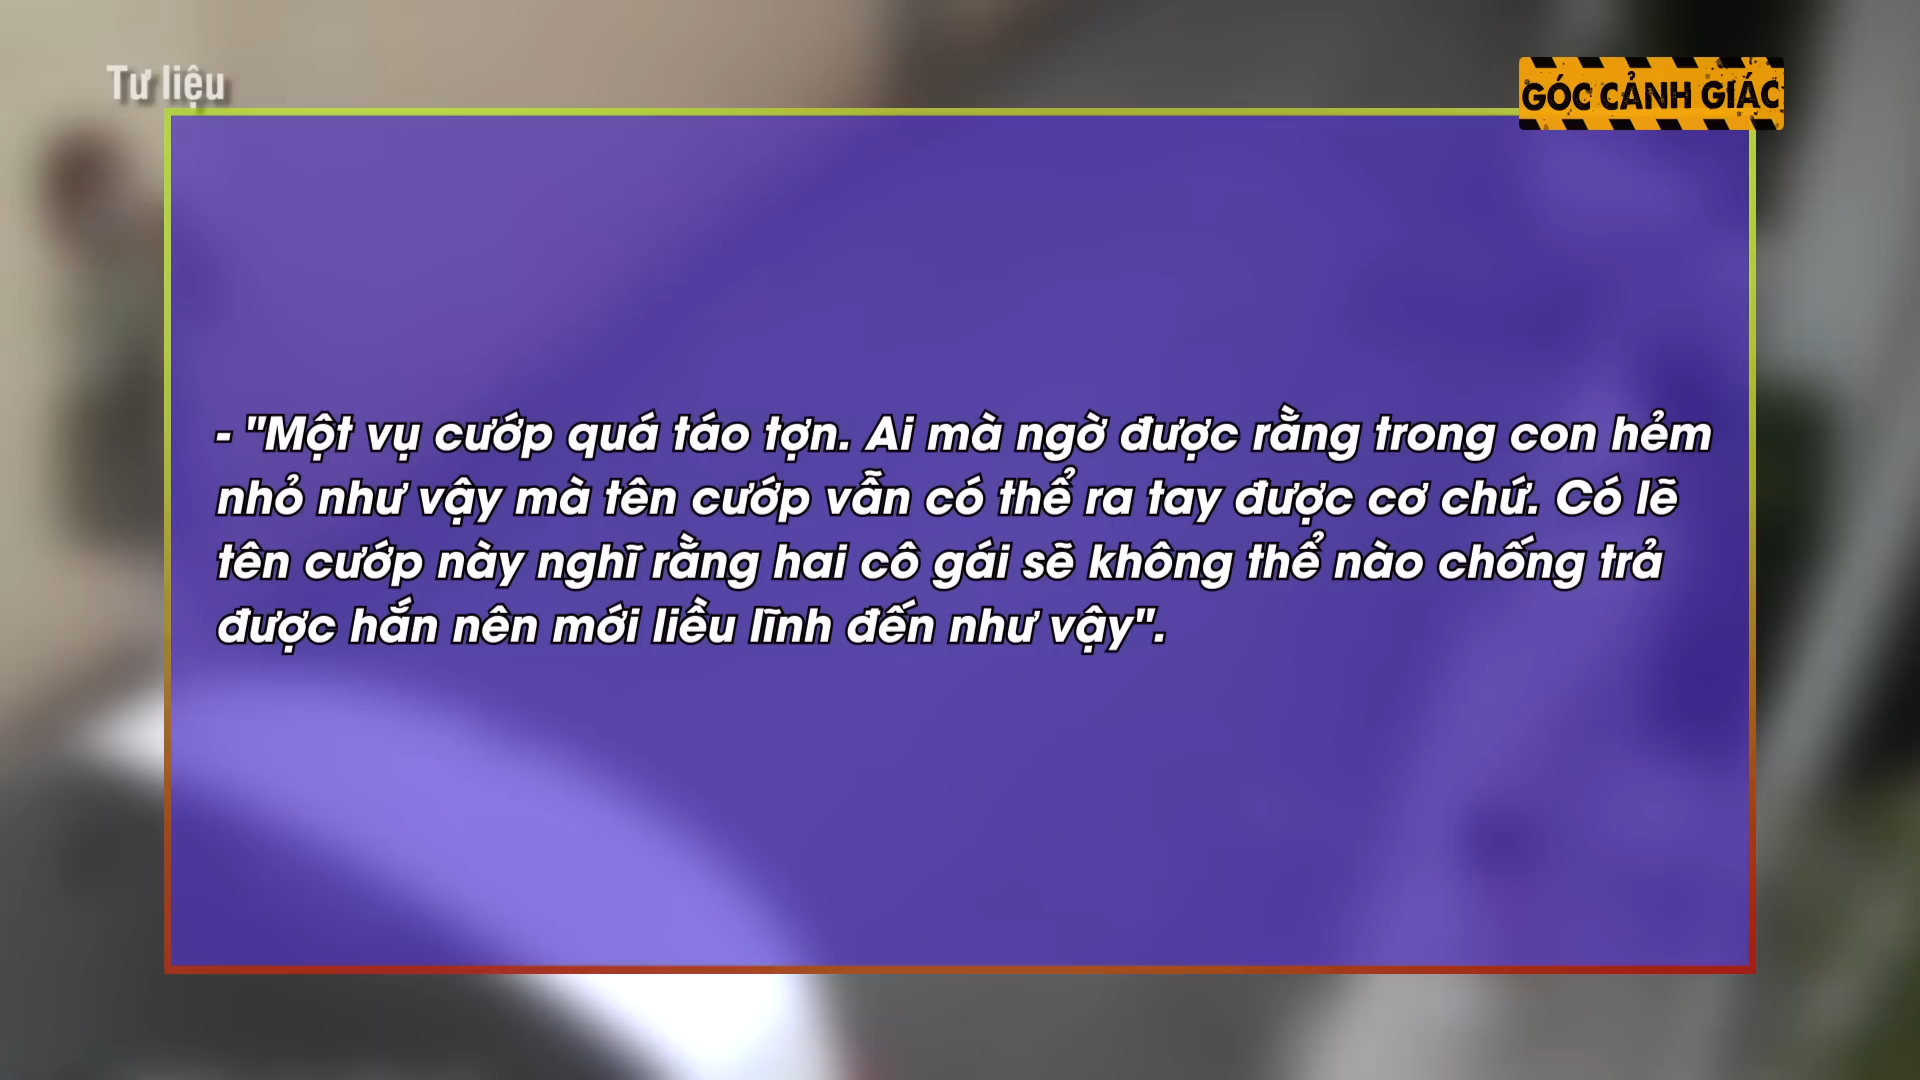 Tư liệu
GÓC CẢNH GIÁC
- "Một vụ cướp quá táo tợn. Ai mà ngờ được rằng trong con hẻm
nhỏ như vậy mà tên cướp vẫn có thể ra tay được cơ chứ. Có lẽ
tên cướp này nghĩ rằng hai cô gái sẽ không thể nào chống trả
được hắn nên mới liều lĩnh đến như vậy".